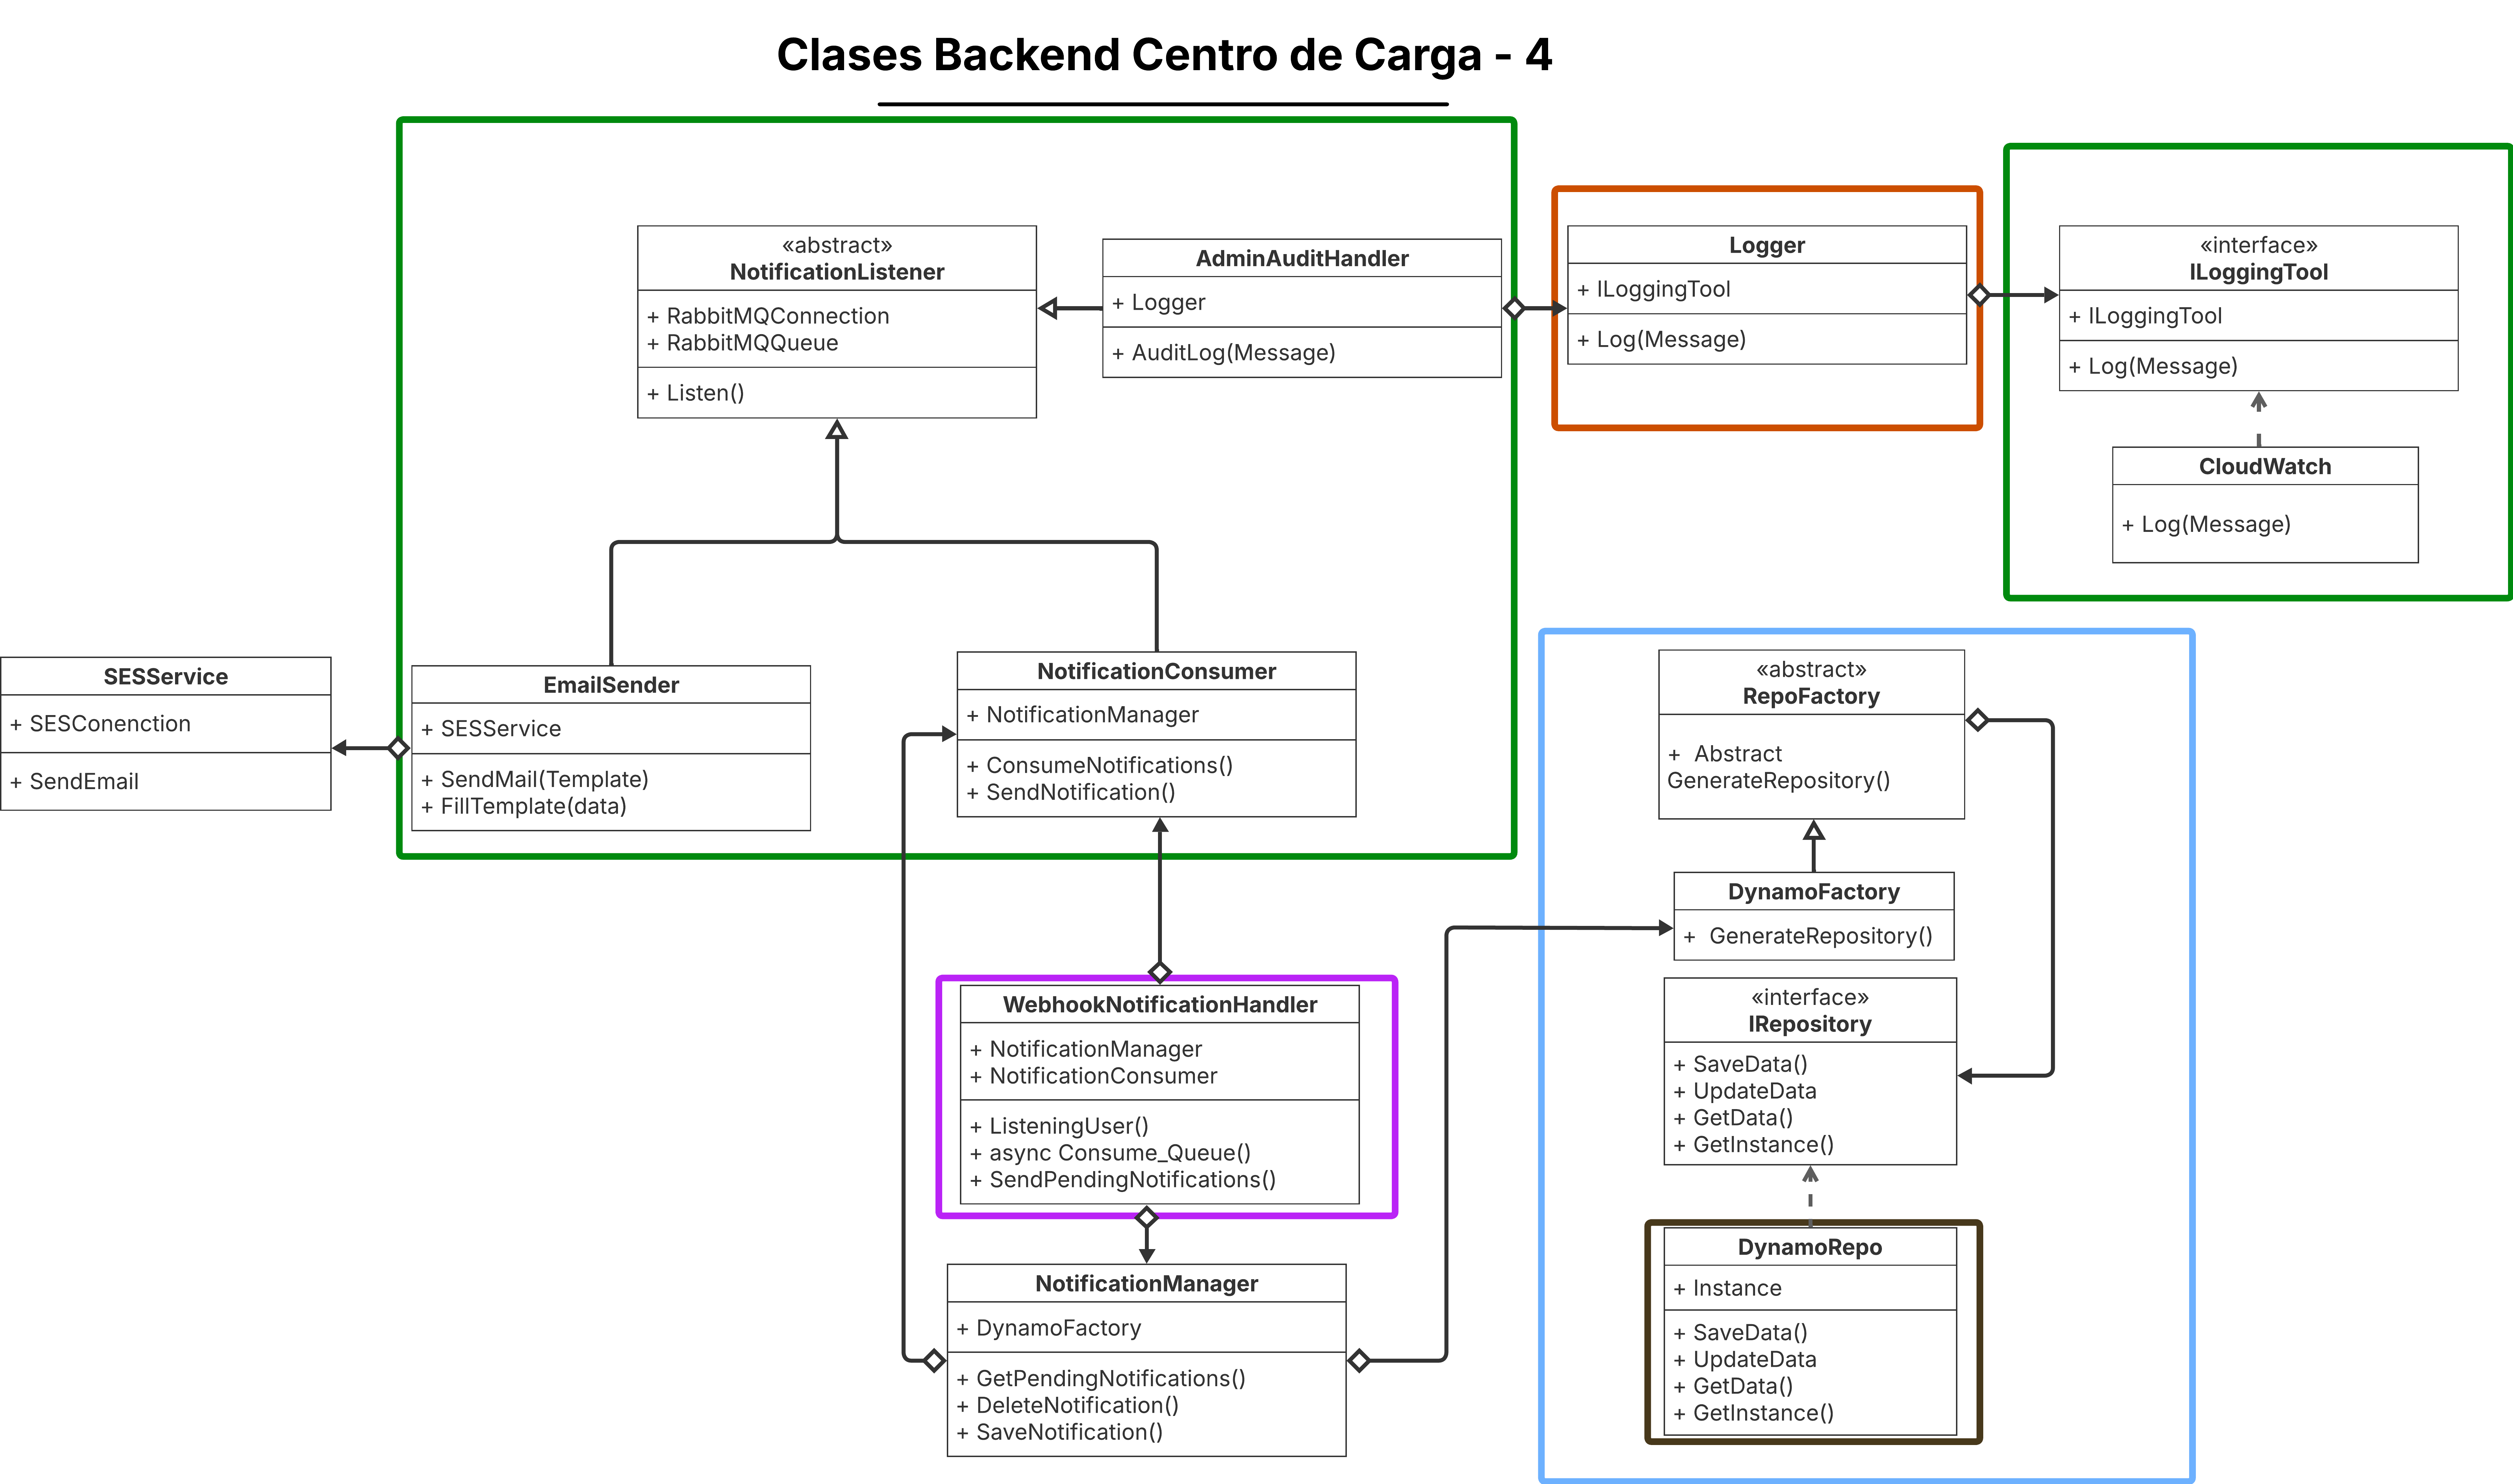 Clases Backend Centro de Carga - 4
«abstract»
NotificationListener
+ RabbitMQConnection
+ RabbitMQQueue
+ Listen()
AdminAuditHandler
+ Logger
+ AuditLog(Message)
Logger
+ ILoggingTool
+ Log(Message)
«interface»
ILoggingTool
+ ILoggingTool
+ Log(Message)
CloudWatch
+ Log(Message)
SESService
+ SESConenction
+ SendEmail
EmailSender
+ SESService
+ SendMail(Template)
+ FillTemplate(data)
NotificationConsumer
+ NotificationManager
+ ConsumeNotifications()
+ SendNotification()
«abstract»
RepoFactory
+ Abstract
GenerateRepository()
DynamoFactory
+ GenerateRepository()
«interface»
IRepository
+ SaveData()
+ UpdateData
+ GetData()
+ GetInstance()
WebhookNotificationHandler
+ NotificationManager
+ NotificationConsumer
+ ListeningUser()
+ async Consume_Queue()
+ SendPendingNotifications()
NotificationManager
+ DynamoFactory
+ GetPendingNotifications()
+ DeleteNotification()
+ SaveNotification()
DynamoRepo
+ Instance
+ SaveData()
+ UpdateData
+ GetData()
+ GetInstance()